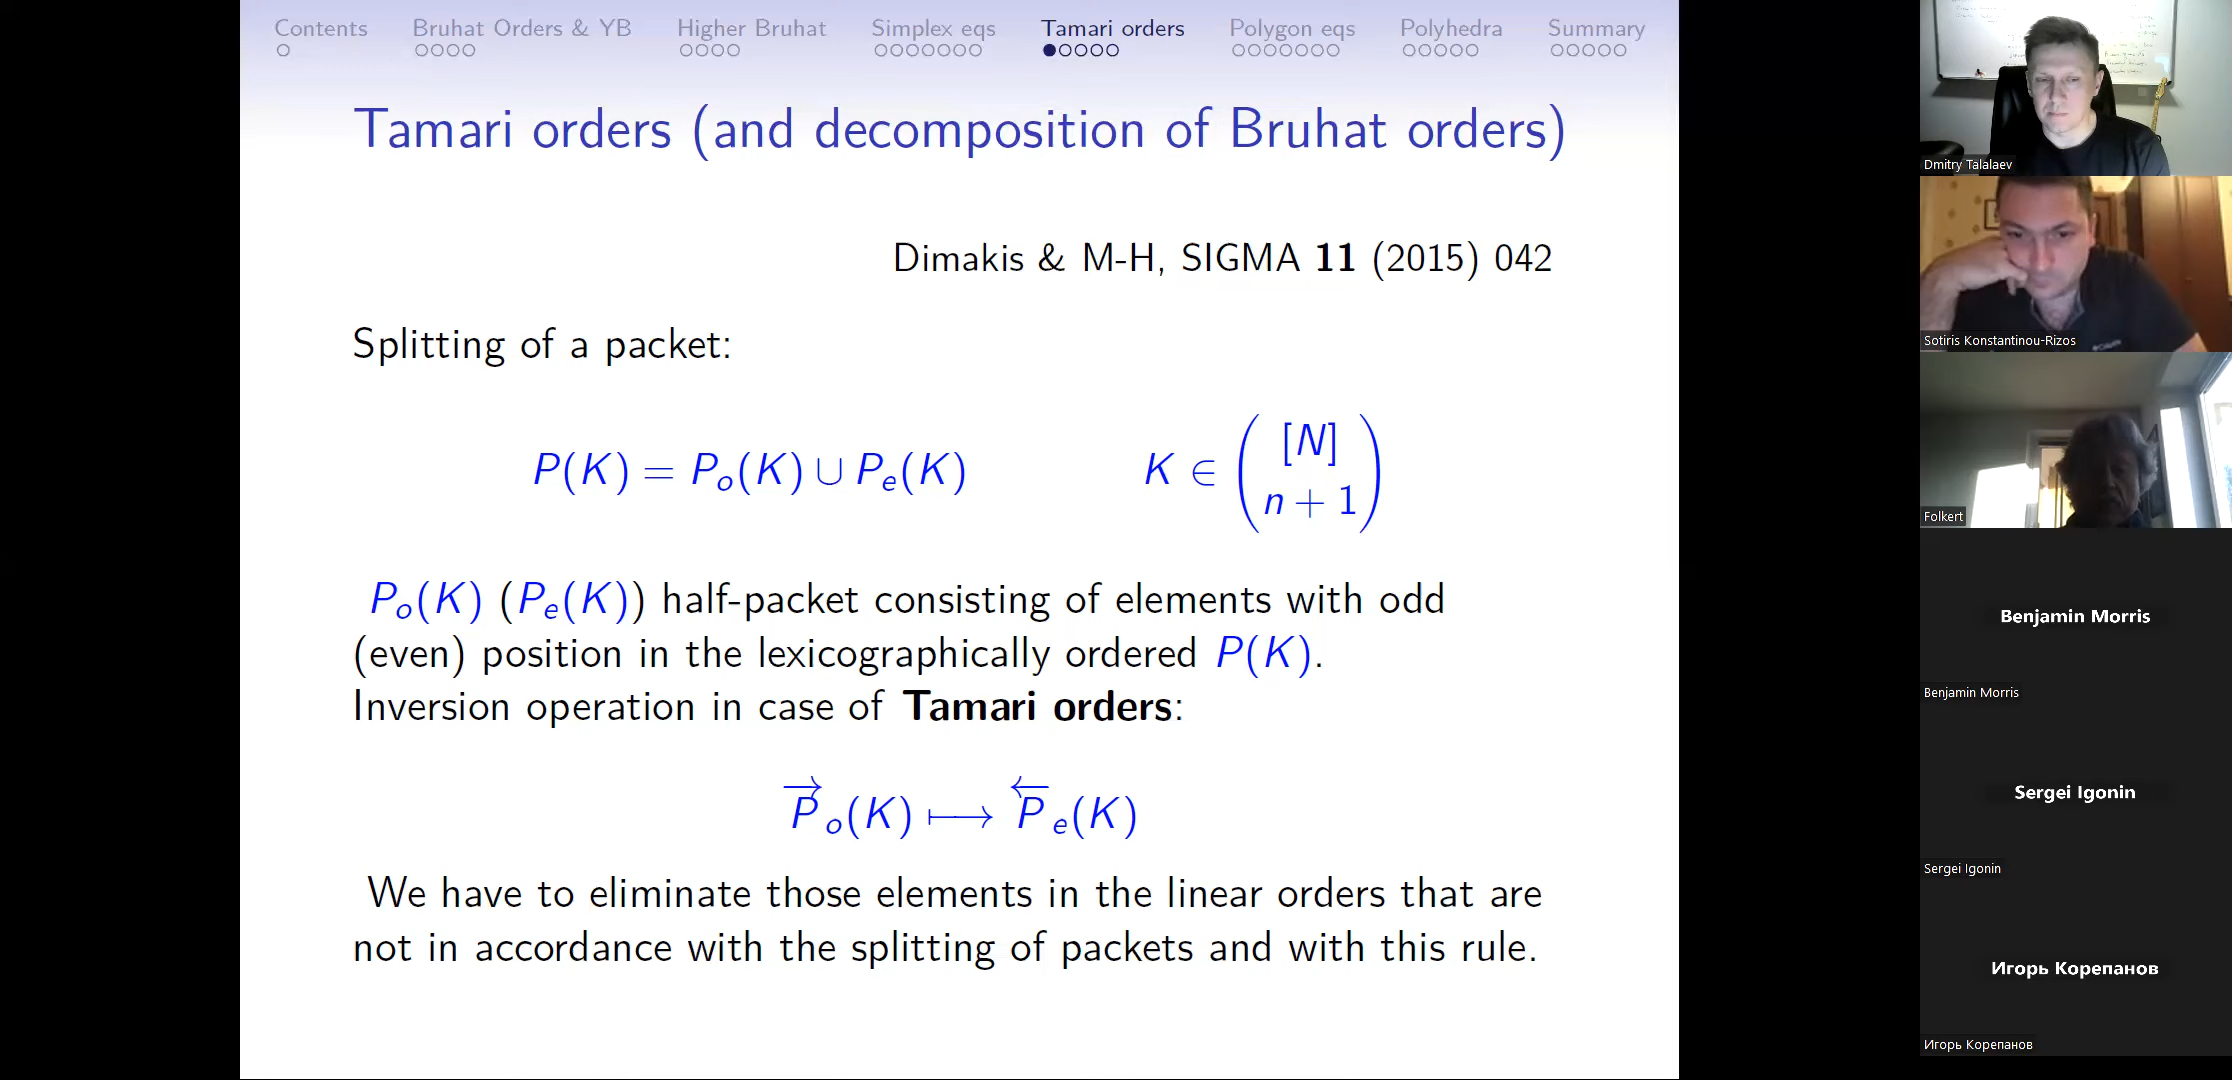 Contents Bruhat Orders & YB Higher Bruhat Simplex eqs Tamari orders Polygon eqs Polyhedra Summary
Tamari orders (and decomposition of Bruhat orders)
Dimakis & M-H, SIGMA 11 (2015) 042
Splitting of a packet:
P(K) = P_o(K) ∪ P_e(K) K ∈ ([N] n + 1)
P_o(K) (P_e(K)) half-packet consisting of elements with odd
(even) position in the lexicographically ordered P(K).
Inversion operation in case of Tamari orders:
→P_o(K) ⟼ ←P_e(K)
We have to eliminate those elements in the linear orders that are
not in accordance with the splitting of packets and with this rule.
Dmitry Talalaev
Sotiris Konstantinou-Rizos
Folkert
Benjamin Morris
Benjamin Morris
Sergei Igonin
Sergei Igonin
Игорь Корепанов
Игорь Корепанов